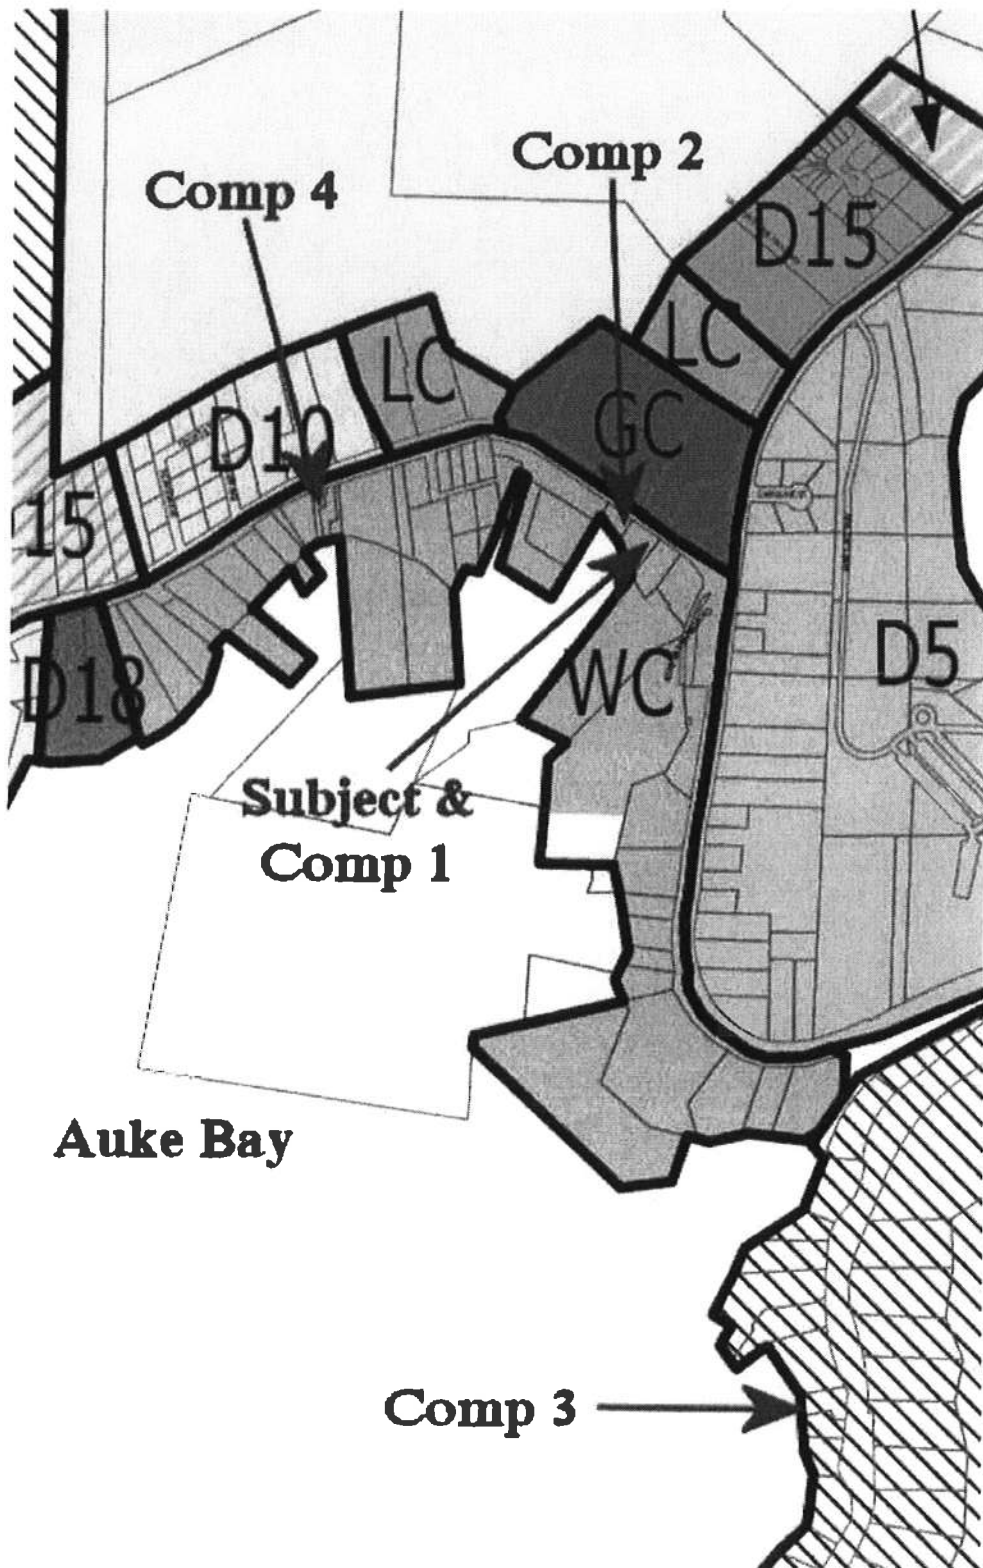 Comp 2
Comp 4
D15
LC
LC
GC
D10
15
D5
D18
WC
Subject &
Comp 1
Auke Bay
Comp 3